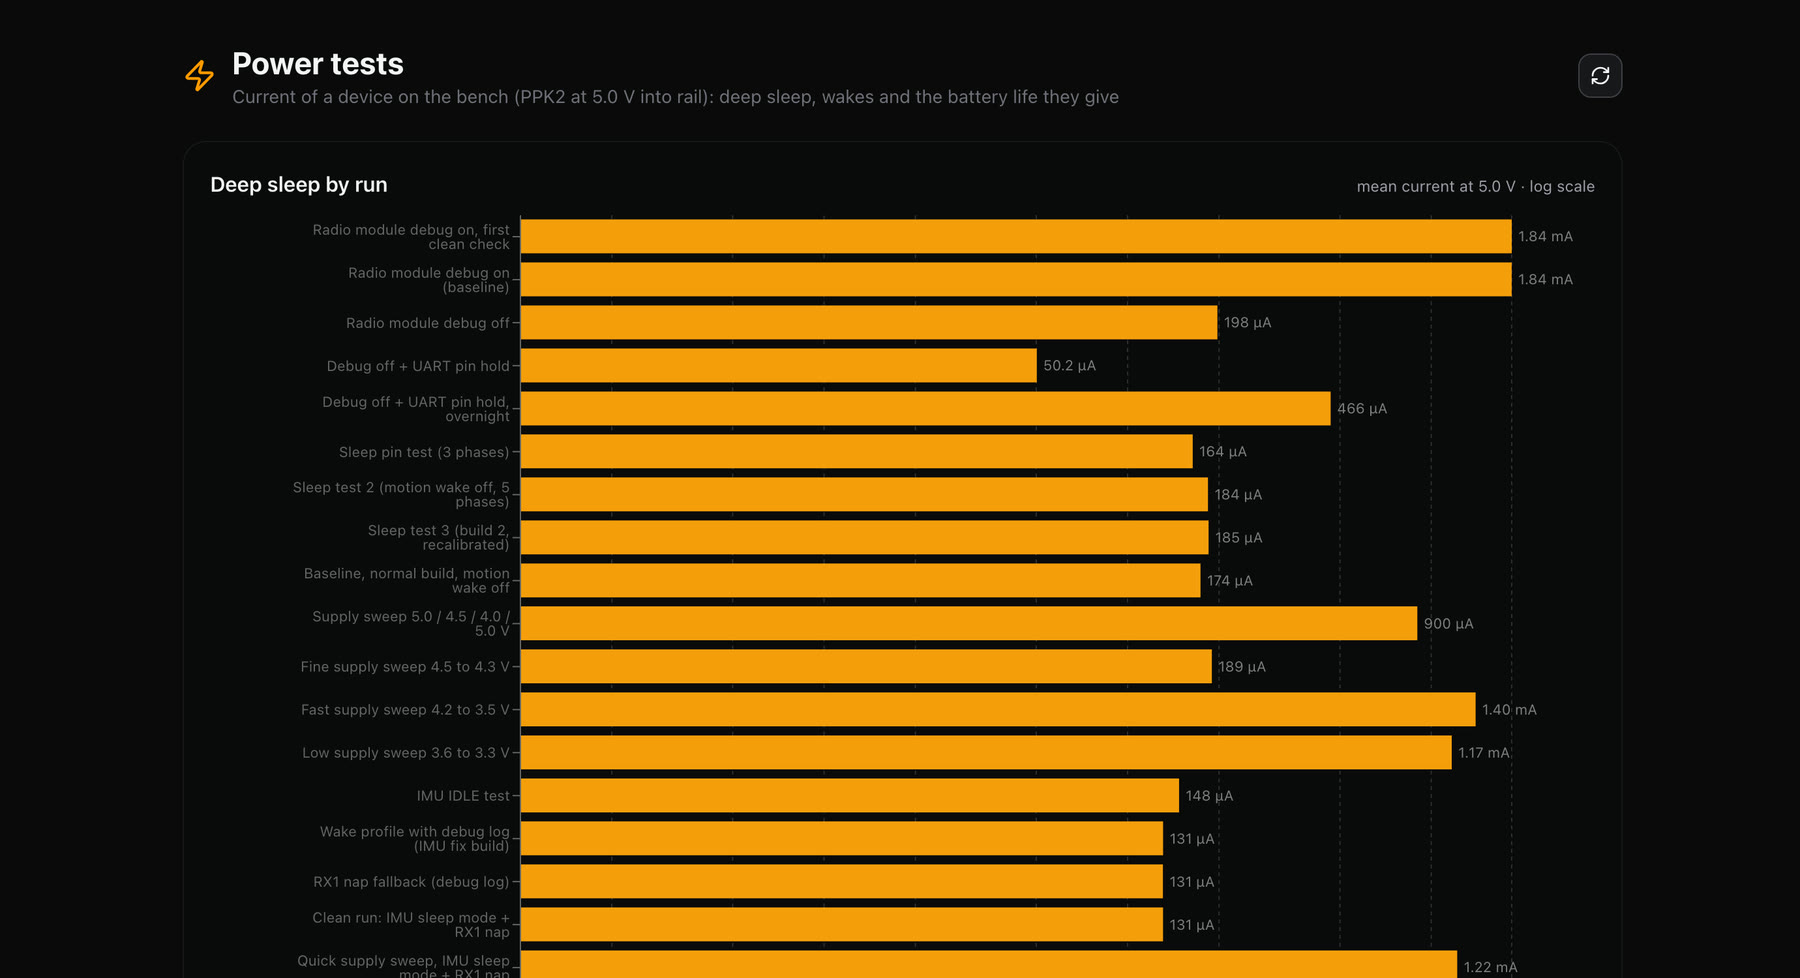 Power tests
Current of a device on the bench (PPK2 at 5.0 V into rail): deep sleep, wakes and the battery life they give
Deep sleep by run
mean current at 5.0 V · log scale
Radio module debug on, first
clean check
1.84 mA
Radio module debug on
(baseline)
1.84 mA
Radio module debug off
198 µA
Debug off + UART pin hold
50.2 µA
Debug off + UART pin hold,
overnight
466 µA
Sleep pin test (3 phases)
164 µA
Sleep test 2 (motion wake off, 5
phases)
184 µA
Sleep test 3 (build 2,
recalibrated)
185 µA
Baseline, normal build, motion
wake off
174 µA
Supply sweep 5.0 / 4.5 / 4.0 /
5.0 V
900 µA
Fine supply sweep 4.5 to 4.3 V
189 µA
Fast supply sweep 4.2 to 3.5 V
1.40 mA
Low supply sweep 3.6 to 3.3 V
1.17 mA
IMU IDLE test
148 µA
Wake profile with debug log
(IMU fix build)
131 µA
RX1 nap fallback (debug log)
131 µA
Clean run: IMU sleep mode +
RX1 nap
131 µA
Quick supply sweep, IMU sleep
mode + RX1 nap
1.22 mA